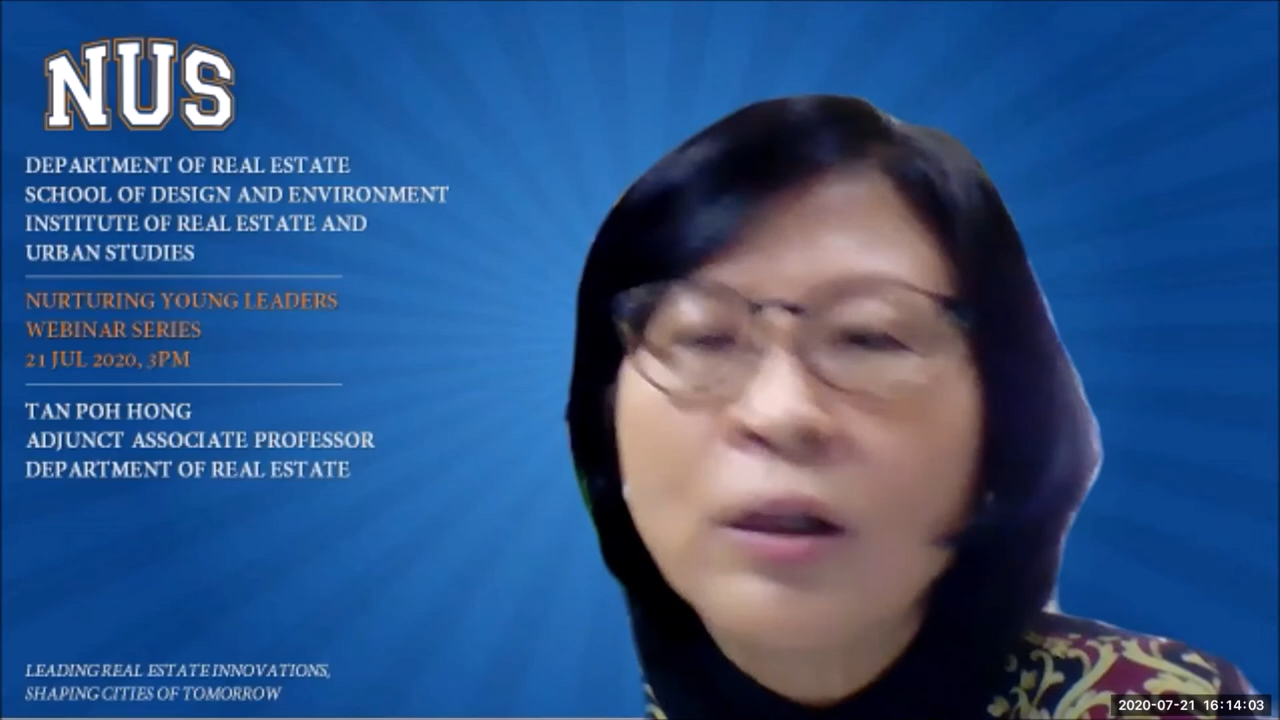 NUS
DEPARTMENT OF REAL ESTATE
SCHOOL OF DESIGN AND ENVIRONMENT
INSTITUTE OF REAL ESTATE AND
URBAN STUDIES
NURTURING YOUNG LEADERS
WEBINAR SERIES
21 JUL 2020, 3PM
TAN POH HONG
ADJUNCT ASSOCIATE PROFESSOR
DEPARTMENT OF REAL ESTATE
LEADING REAL ESTATE INNOVATIONS,
SHAPING CITIES OF TOMORROW
2020-07-21 16:14:03